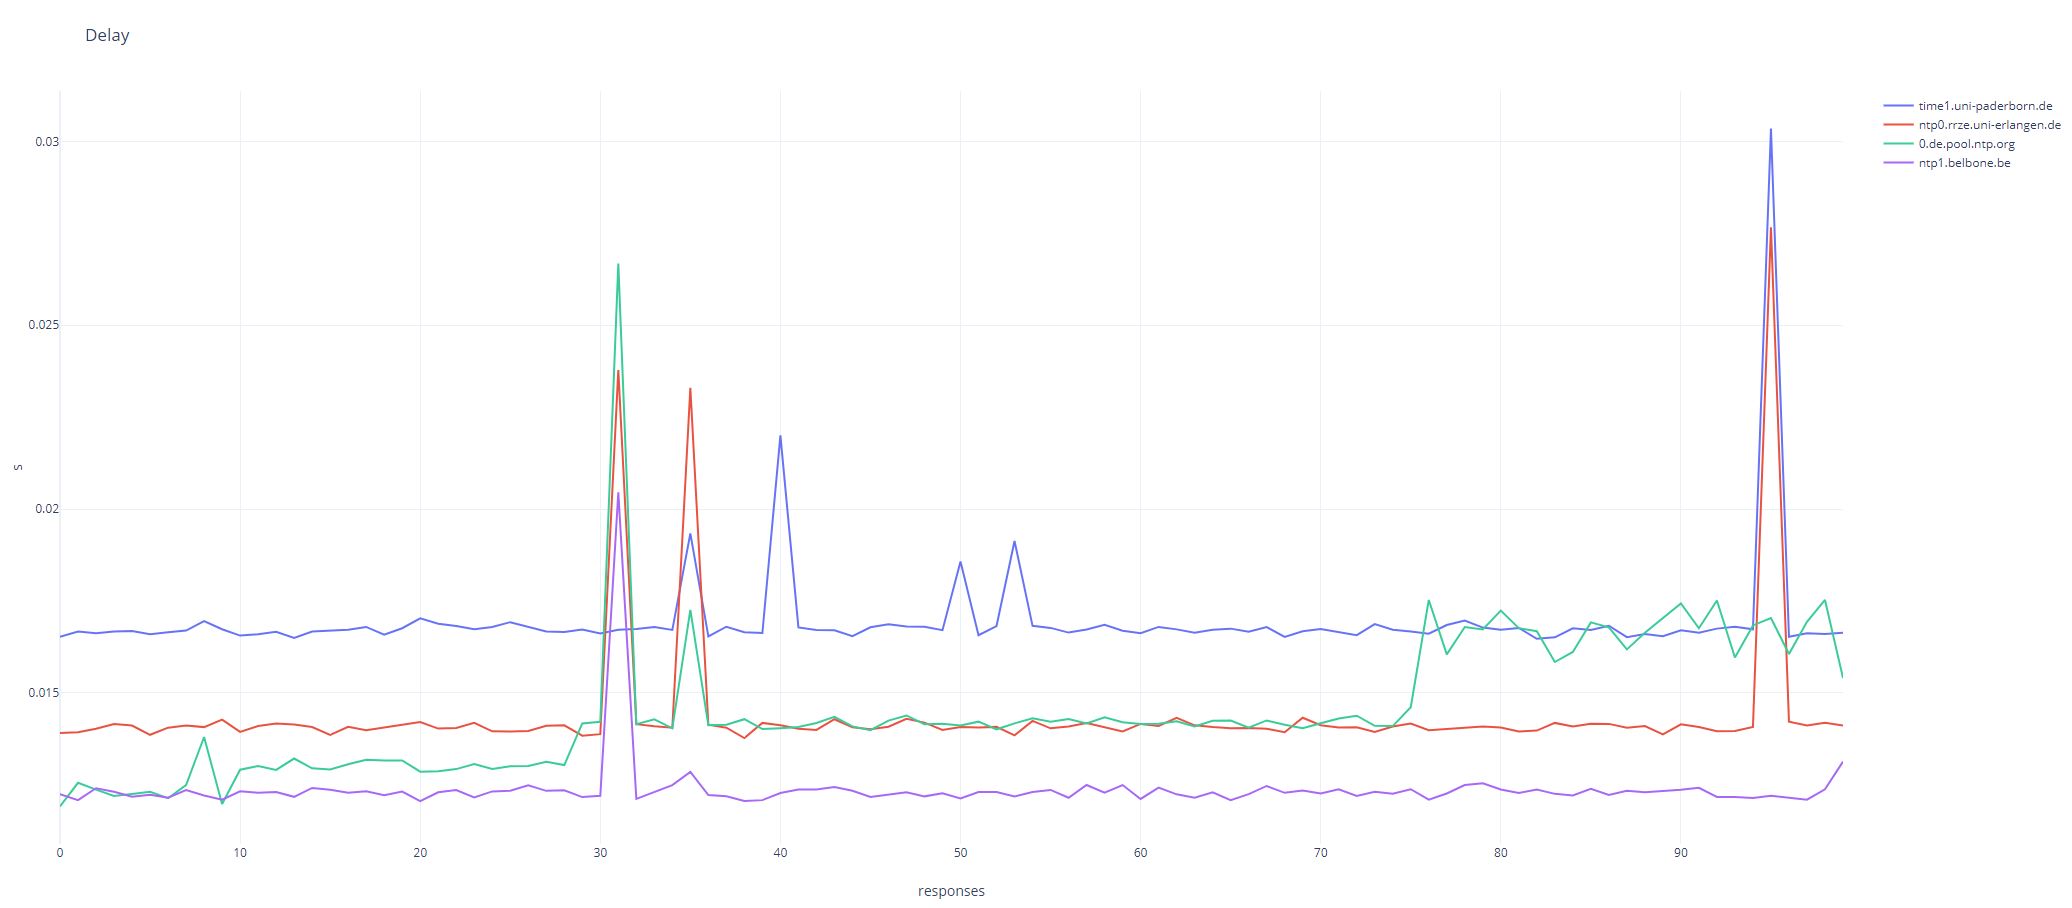 Delay
time1.uni-paderborn.de
ntp0.rrze.uni-erlangen.de
0.de.pool.ntp.org
ntp1.belbone.be
0.03
0.025
0.02
0.015
s
0 10 20 30 40 50 60 70 80 90
responses